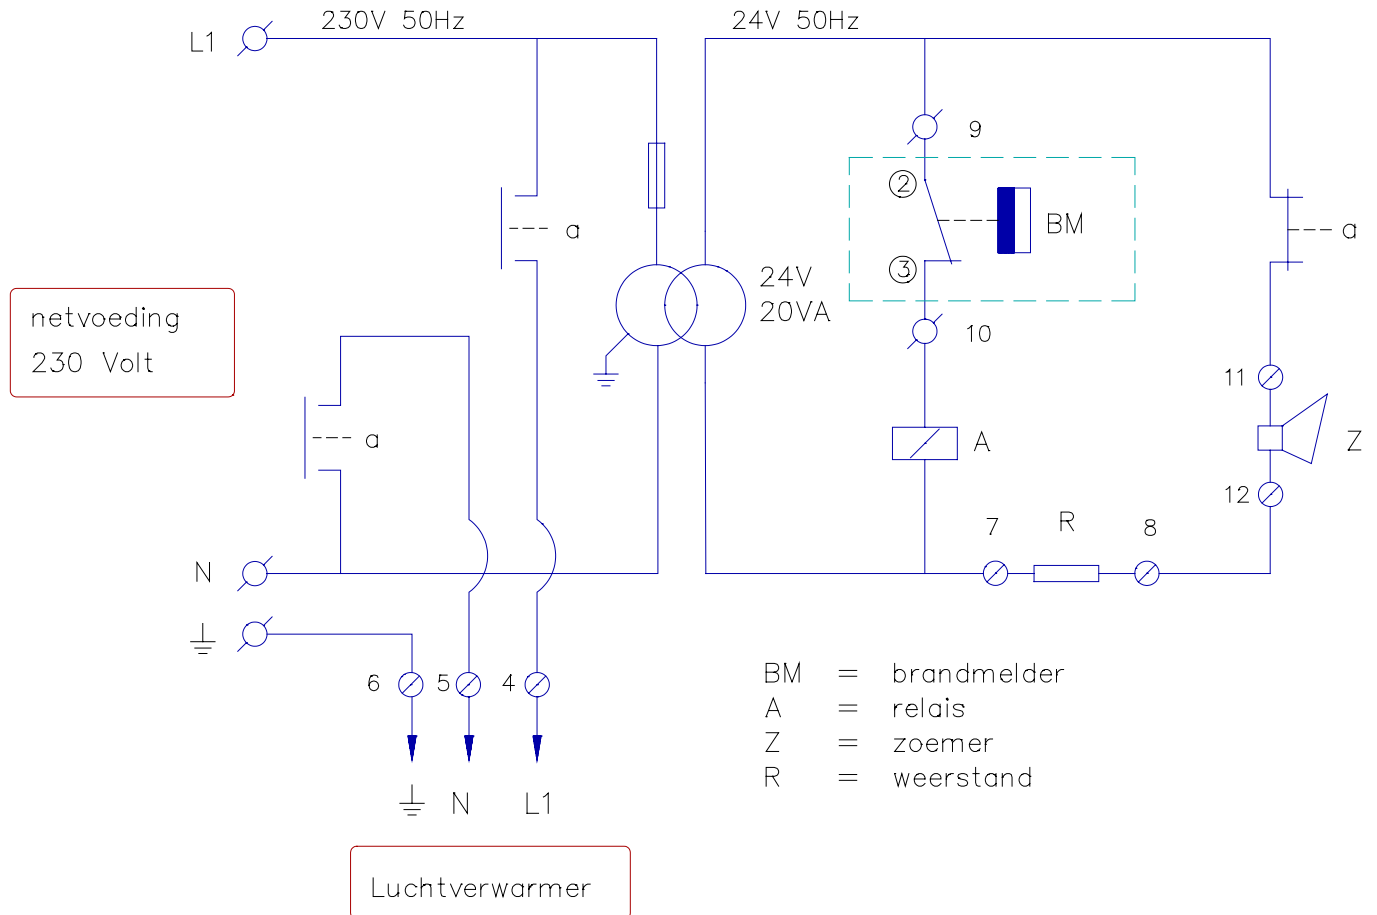 230V 50Hz
24V 50Hz
L1
9
2
BM
a
a
3
24V
20VA
netvoeding
230 Volt
10
11
a
A
Z
12
7
R
8
N
6
5
4
BM = brandmelder
A = relais
Z = zoemer
R = weerstand
N
L1
Luchtverwarmer